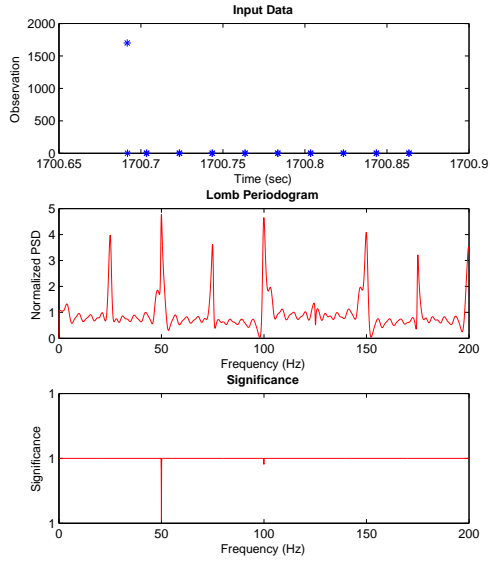 Input Data
2000
1500
1000
500
0
Observation
1700.65 1700.7 1700.75 1700.8 1700.85 1700.9
Time (sec)
Lomb Periodogram
5
4
3
2
1
0
Normalized PSD
0 50 100 150 200
Frequency (Hz)
Significance
1
1
1
Significance
0 50 100 150 200
Frequency (Hz)